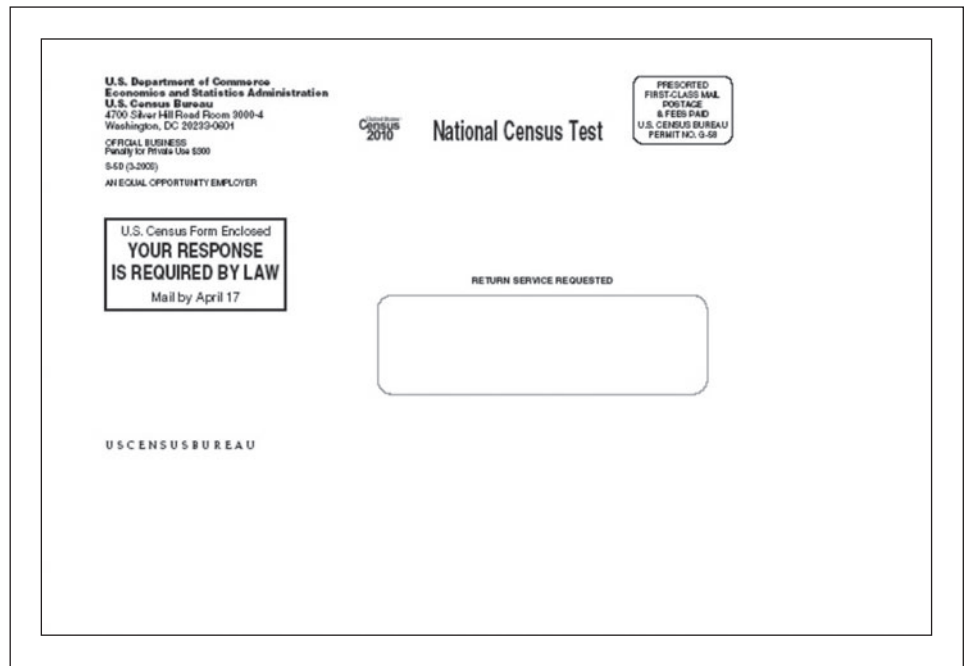 U.S. Department of Commerce
Economics and Statistics Administration
U.S. Census Bureau
4700 Silver Hill Road Room 3000-4
Washington, DC 20233-0601
OFFICIAL BUSINESS
Penalty for Private Use $300
AN EQUAL OPPORTUNITY EMPLOYER
United States
Census
2010
National Census Test
PRESORTED
FIRST-CLASS MAIL
POSTAGE
& FEES PAID
U.S. CENSUS BUREAU
PERMIT NO. G-58
U.S. Census Form Enclosed
YOUR RESPONSE
IS REQUIRED BY LAW
Mail by April 17
RETURN SERVICE REQUESTED
USCENSUSBUREAU